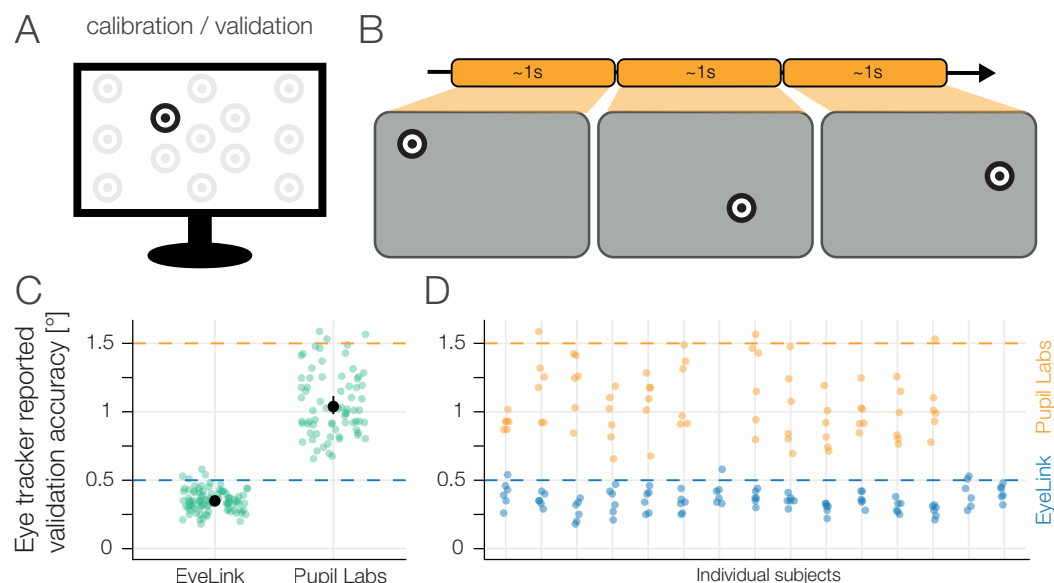 A
calibration / validation
B
~1s
~1s
~1s
C
Eye tracker reported
validation accuracy [°]
1.5
1
0.5
0
EyeLink
Pupil Labs
D
1.5
1
0.5
0
Individual subjects
EyeLink
Pupil Labs